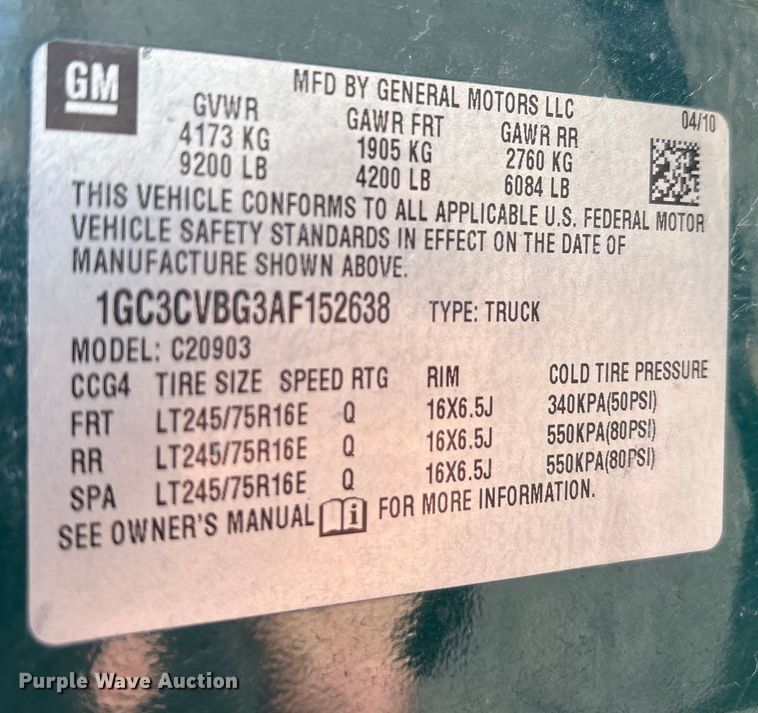 GM
MFD BY GENERAL MOTORS LLC
04/10
GVWR GAWR FRT GAWR RR
4173 KG 1905 KG 2760 KG
9200 LB 4200 LB 6084 LB
THIS VEHICLE CONFORMS TO ALL APPLICABLE U.S. FEDERAL MOTOR
VEHICLE SAFETY STANDARDS IN EFFECT ON THE DATE OF
MANUFACTURE SHOWN ABOVE.
1GC3CVBG3AF152638 TYPE: TRUCK
MODEL: C20903
CCG4 TIRE SIZE SPEED RTG RIM COLD TIRE PRESSURE
FRT LT245/75R16E Q 16X6.5J 340KPA(50PSI)
RR LT245/75R16E Q 16X6.5J 550KPA(80PSI)
SPA LT245/75R16E Q 16X6.5J 550KPA(80PSI)
SEE OWNER'S MANUAL i FOR MORE INFORMATION.
Purple Wave Auction